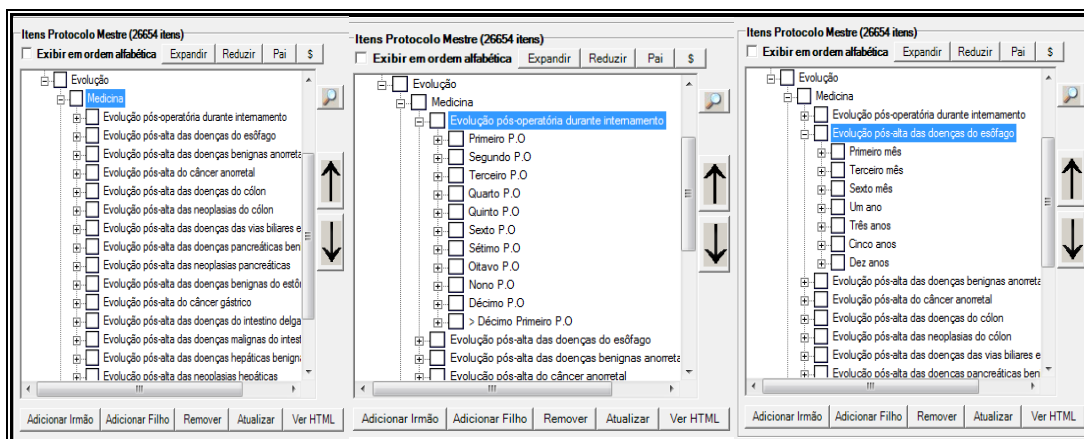 Itens Protocolo Mestre (26654 itens)
Exibir em ordem alfabética Expandir Reduzir Pai $
Evolução
Medicina
Evolução pós-operatória durante internamento
Evolução pós-alta das doenças do esôfago
Evolução pós-alta das doenças benignas anorreta
Evolução pós-alta do câncer anorretal
Evolução pós-alta das doenças do cólon
Evolução pós-alta das neoplasias do cólon
Evolução pós-alta das doenças das vias biliares e
Evolução pós-alta das doenças pancreáticas beni
Evolução pós-alta das neoplasias pancreáticas
Evolução pós-alta das doenças benignas do estôr
Evolução pós-alta do câncer gástrico
Evolução pós-alta das doenças do intestino delga
Evolução pós-alta das doenças malignas do intest
Evolução pós-alta das doenças hepáticas benigna
Evolução pós-alta das neoplasias hepáticas
Adicionar Irmão Adicionar Filho Remover Atualizar Ver HTML
Itens Protocolo Mestre (26654 itens)
Exibir em ordem alfabética Expandir Reduzir Pai $
Evolução
Medicina
Evolução pós-operatória durante internamento
Primeiro P.O
Segundo P.O
Terceiro P.O
Quarto P.O
Quinto P.O
Sexto P.O
Sétimo P.O
Oitavo P.O
Nono P.O
Décimo P.O
> Décimo Primeiro P.O
Evolução pós-alta das doenças do esôfago
Evolução pós-alta das doenças benignas anorreta
Evolução pós-alta do câncer anorretal
Adicionar Irmão Adicionar Filho Remover Atualizar Ver HTML
Itens Protocolo Mestre (26654 itens)
Exibir em ordem alfabética Expandir Reduzir Pai $
Evolução
Medicina
Evolução pós-operatória durante internamento
Evolução pós-alta das doenças do esôfago
Primeiro mês
Terceiro mês
Sexto mês
Um ano
Três anos
Cinco anos
Dez anos
Evolução pós-alta das doenças benignas anorreta
Evolução pós-alta do câncer anorretal
Evolução pós-alta das doenças do cólon
Evolução pós-alta das neoplasias do cólon
Evolução pós-alta das doenças das vias biliares e
Evolução pós-alta das doenças pancreáticas ben
Adicionar Irmão Adicionar Filho Remover Atualizar Ver HTML